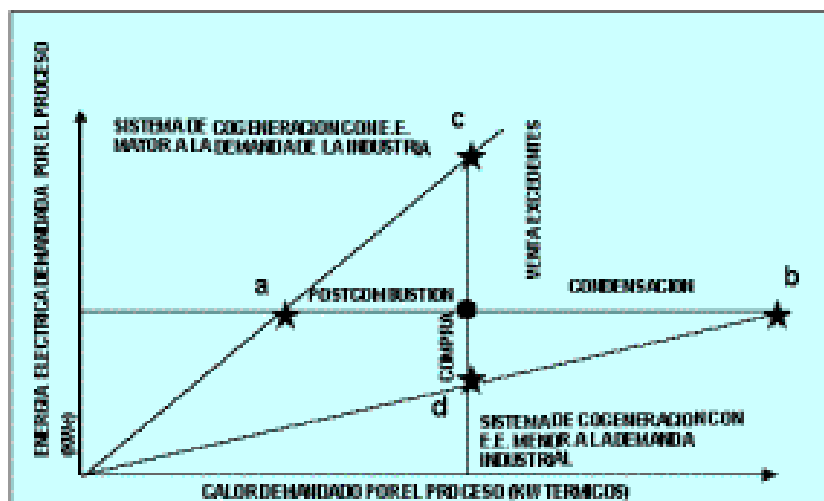 ENERGIA ELECTRICA DEMANDADA POR EL PROCESO
(KWH)
SISTEMA DE COGENERACION CON E.E.
MAYOR A LA DEMANDA DE LA INDUSTRIA
c
VENTA EXCEDENTES
a
POSTCOMBUSTION
CONDENSACION
b
COMPRA
d
SISTEMA DE COGENERACION CON
E.E. MENOR A LA DEMANDA
INDUSTRIAL
CALOR DEMANDADO POR EL PROCESO (KW TERMICOS)